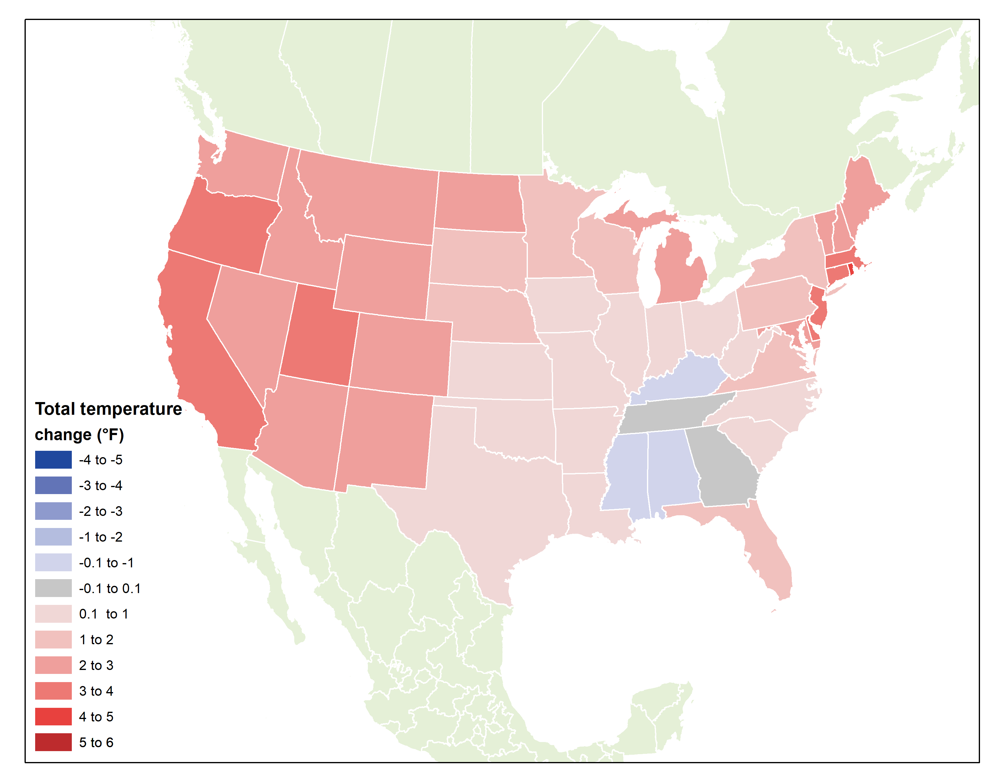 Total temperature
change (°F)
-4 to -5
-3 to -4
-2 to -3
-1 to -2
-0.1 to -1
-0.1 to 0.1
0.1  to 1
1 to 2
2 to 3
3 to 4
4 to 5
5 to 6